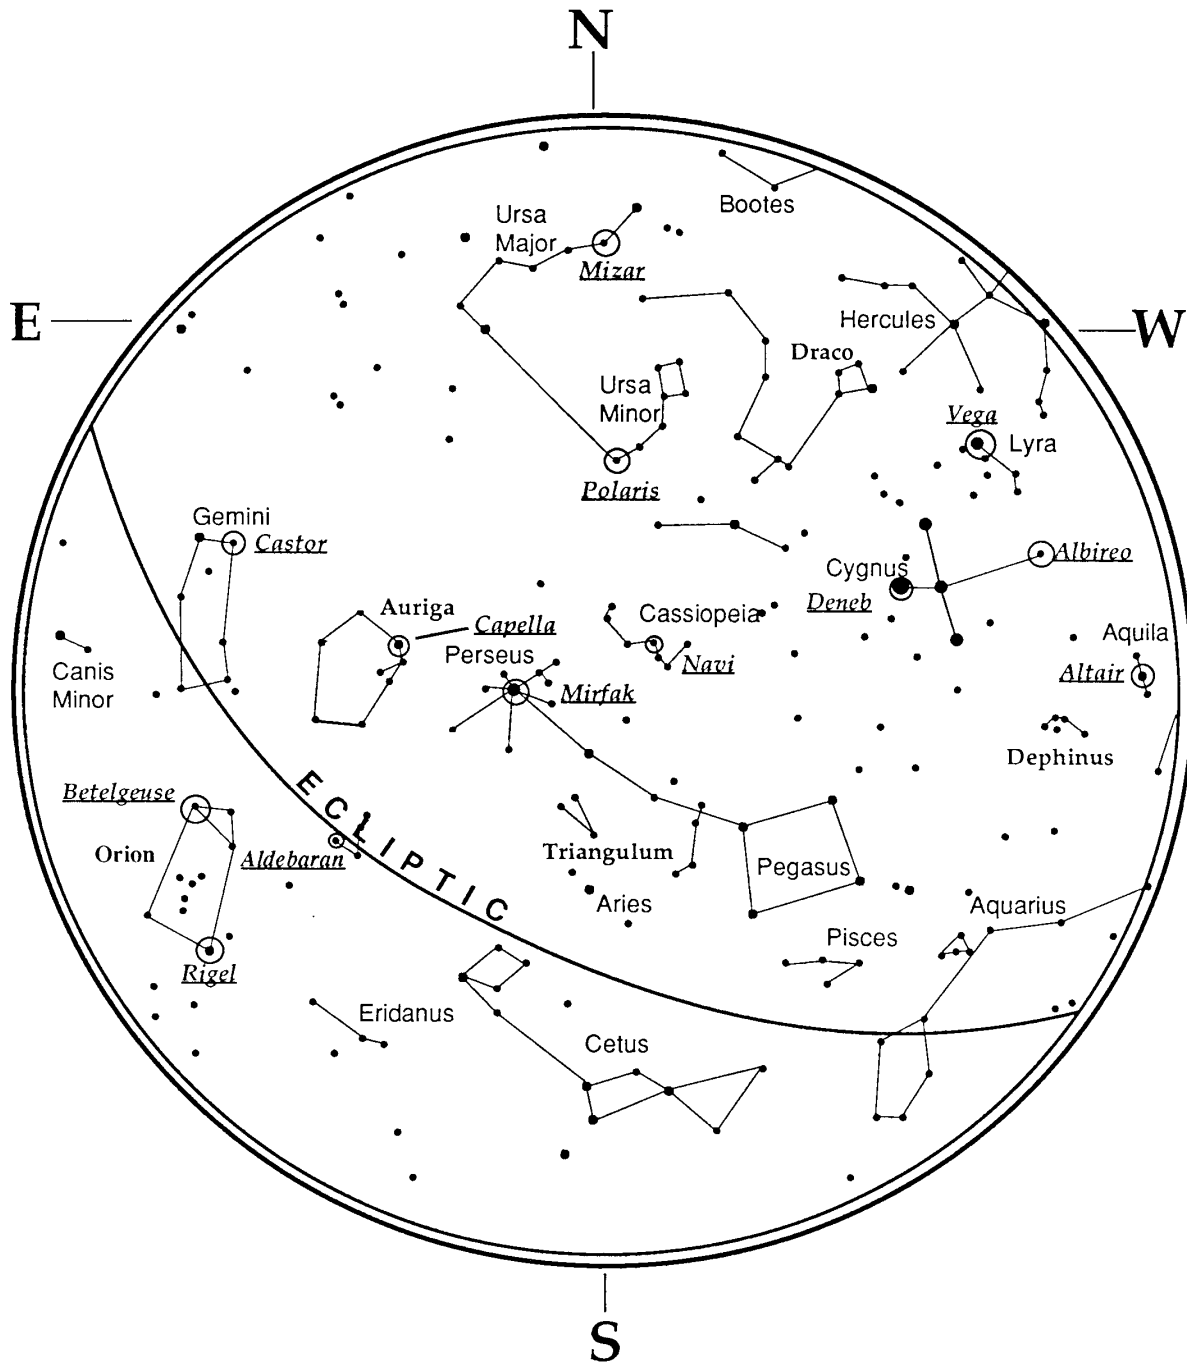 N
Bootes
Ursa
Major
Mizar
E
W
Hercules
Draco
Ursa
Minor
Vega
Lyra
Polaris
Gemini
Castor
Albireo
Cygnus
Deneb
Auriga
Capella
Cassiopeia
Perseus
Navi
Aquila
Altair
Canis
Minor
Mirfak
Dephinus
Betelgeuse
ECLIPTIC
Orion
Aldebaran
Triangulum
Pegasus
Aries
Aquarius
Pisces
Rigel
Eridanus
Cetus
S